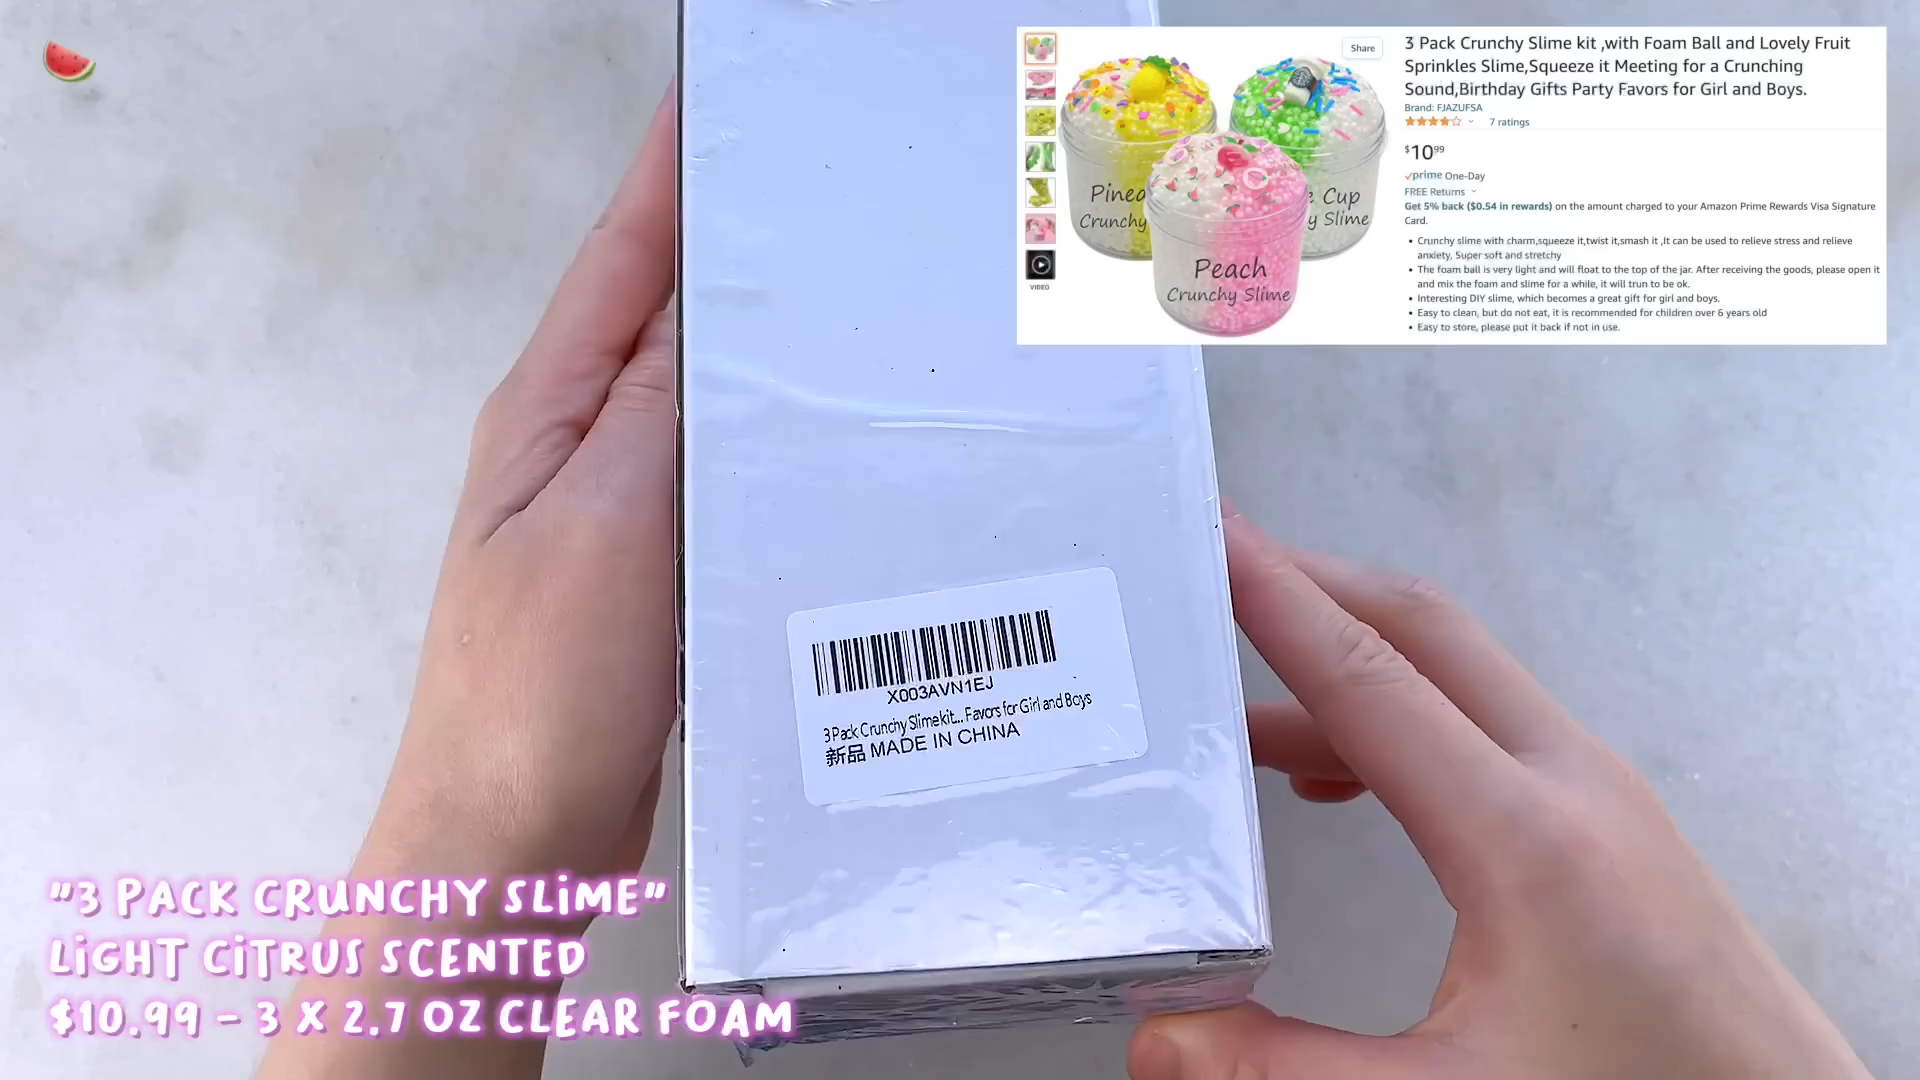 Share
3 Pack Crunchy Slime kit ,with Foam Ball and Lovely Fruit
Sprinkles Slime,Squeeze it Meeting for a Crunching
Sound,Birthday Gifts Party Favors for Girl and Boys.
Brand: FJAZUFSA
7 ratings
$10.99
prime One-Day
FREE Returns
Get 5% back ($0.54 in rewards) on the amount charged to your Amazon Prime Rewards Visa Signature
Card.
• Crunchy slime with charm,squeeze it,twist it,smash it ,It can be used to relieve stress and relieve
anxiety, Super soft and stretchy
• The foam ball is very light and will float to the top of the jar. After receiving the goods, please open it
and mix the foam and slime for a while, it will trun to be ok.
• Interesting DIY slime, which becomes a great gift for girl and boys.
• Easy to clean, but do not eat, it is recommended for children over 6 years old
• Easy to store, please put it back if not in use.
VIDEO
Pinea
Crunchy
e Cup
y Slime
Peach
Crunchy Slime
X003AVN1EJ
3 Pack Crunchy Slime kit... Favors for Girl and Boys
新品 MADE IN CHINA
"3 PACK CRUNCHY SLiME"
LiGHT CiTRUS SCENTED
$10.99 - 3 X 2.7 OZ CLEAR FOAM